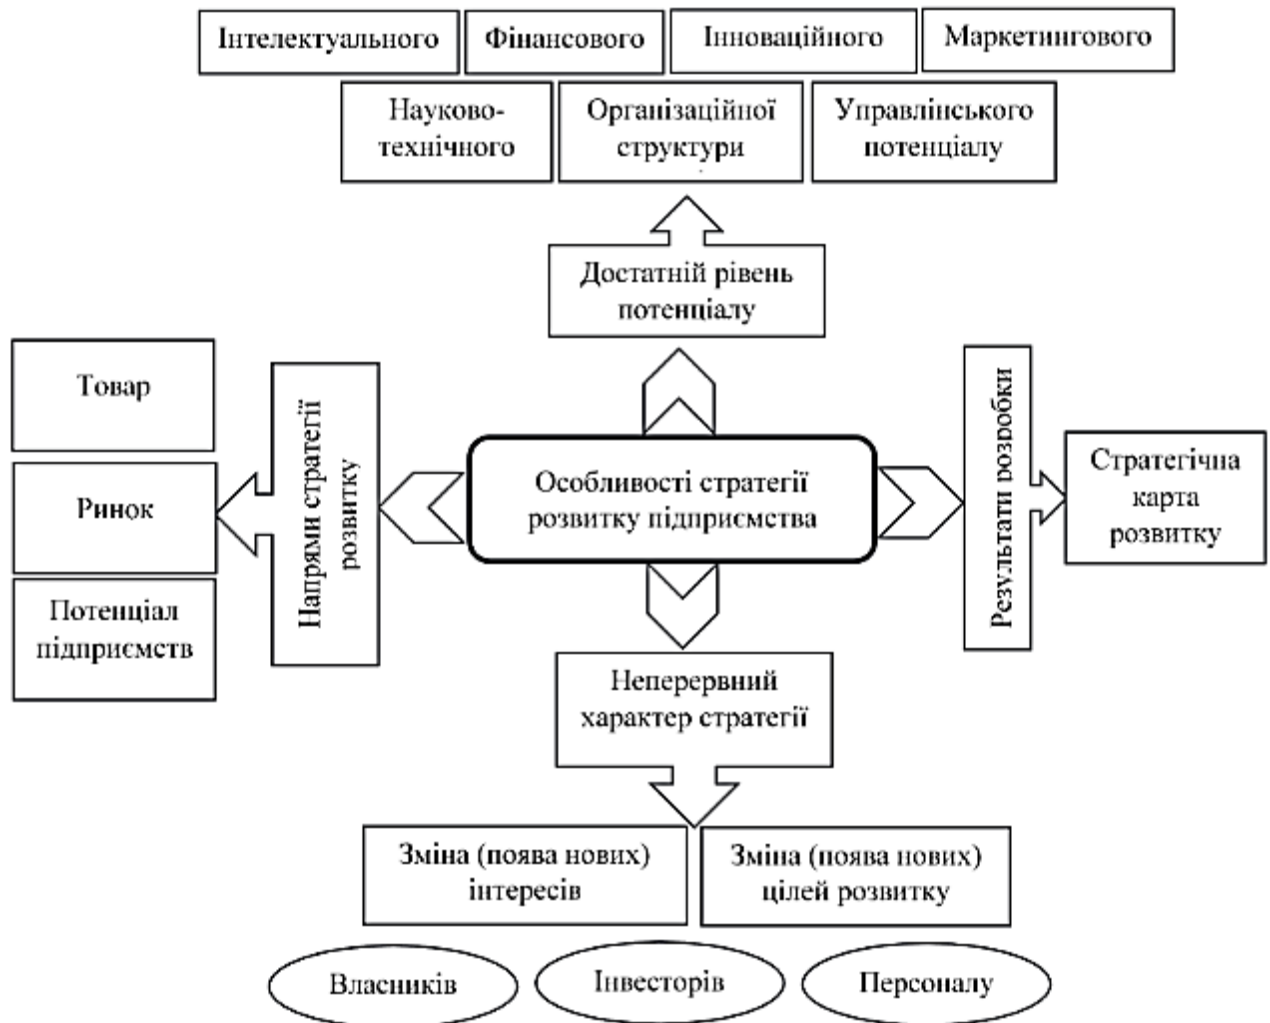 Інтелектуального
Фінансового
Інноваційного
Маркетингового
Науково-
технічного
Організаційної
структури
Управлінського
потенціалу
Достатній рівень
потенціалу
Товар
Ринок
Потенціал
підприємств
Напрями стратегії
розвитку
Особливості стратегії
розвитку підприємства
Результати розробки
Стратегічна
карта
розвитку
Неперервний
характер стратегії
Зміна (поява нових)
інтересів
Зміна (поява нових)
цілей розвитку
Власників
Інвесторів
Персоналу